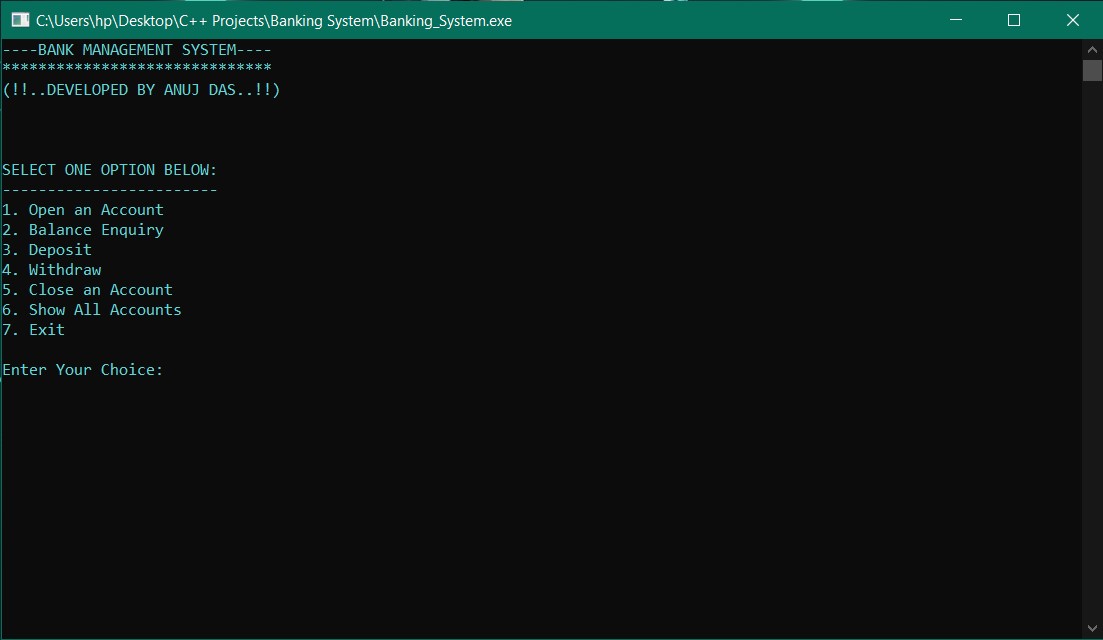 C:\Users\hp\Desktop\C++ Projects\Banking System\Banking_System.exe
----BANK MANAGEMENT SYSTEM----
******************************
(!!..DEVELOPED BY ANUJ DAS..!!)
SELECT ONE OPTION BELOW:
------------------------
1. Open an Account
2. Balance Enquiry
3. Deposit
4. Withdraw
5. Close an Account
6. Show All Accounts
7. Exit
Enter Your Choice: